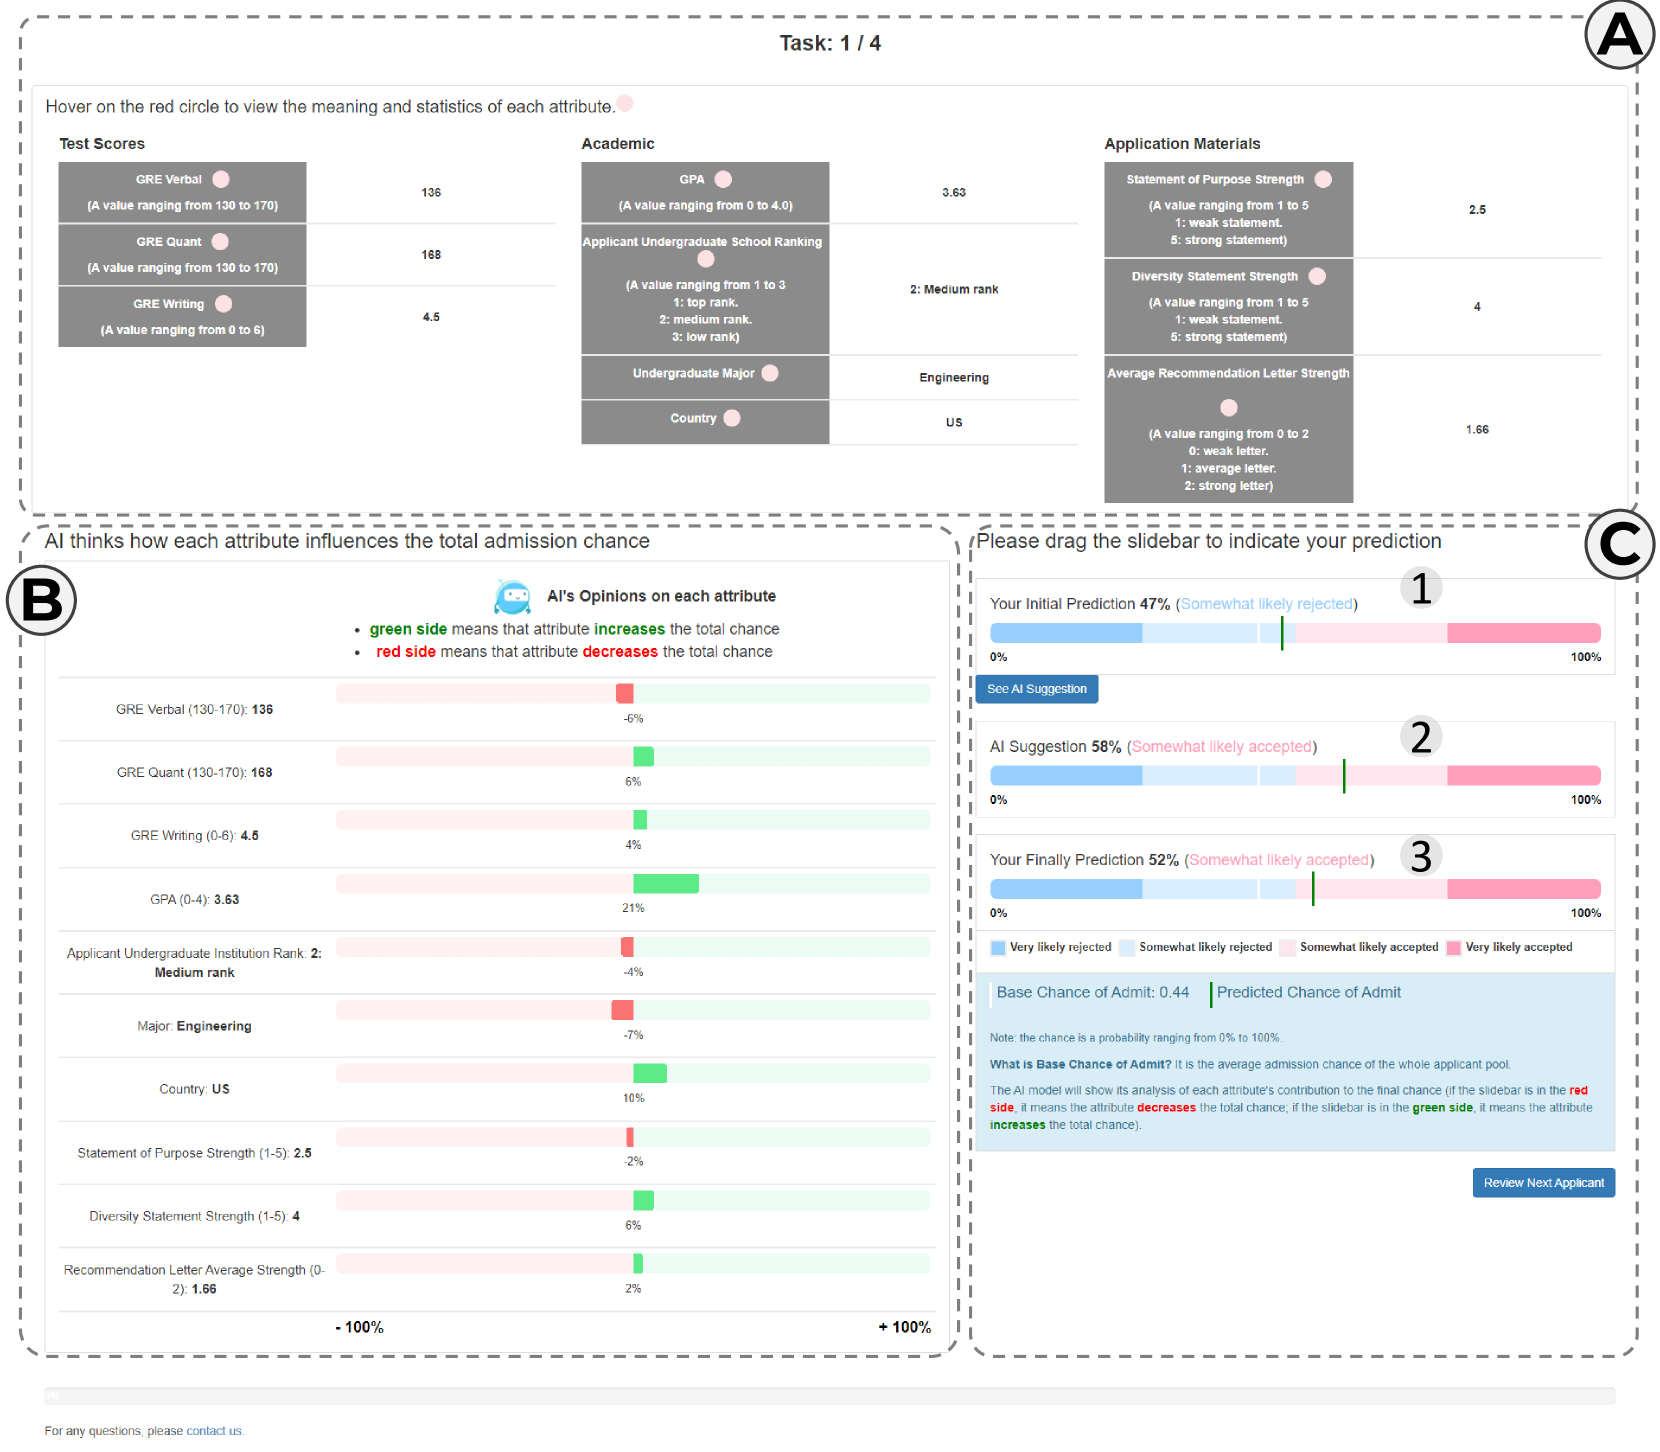 A
Task: 1 / 4
Hover on the red circle to view the meaning and statistics of each attribute.
Test Scores
GRE Verbal
(A value ranging from 130 to 170)
136
GRE Quant
(A value ranging from 130 to 170)
168
GRE Writing
(A value ranging from 0 to 6)
4.5
Academic
GPA
(A value ranging from 0 to 4.0)
3.63
Applicant Undergraduate School Ranking
(A value ranging from 1 to 3
1: top rank.
2: medium rank.
3: low rank)
2: Medium rank
Undergraduate Major
Engineering
Country
US
Application Materials
Statement of Purpose Strength
(A value ranging from 1 to 5
1: weak statement.
5: strong statement)
2.5
Diversity Statement Strength
(A value ranging from 1 to 5
1: weak statement.
5: strong statement)
4
Average Recommendation Letter Strength
(A value ranging from 0 to 2
0: weak letter.
1: average letter.
2: strong letter)
1.66
B
AI thinks how each attribute influences the total admission chance
AI's Opinions on each attribute
• green side means that attribute increases the total chance
• red side means that attribute decreases the total chance
GRE Verbal (130-170): 136
-6%
GRE Quant (130-170): 168
6%
GRE Writing (0-6): 4.5
4%
GPA (0-4): 3.63
21%
Applicant Undergraduate Institution Rank: 2:
Medium rank
-4%
Major: Engineering
-7%
Country: US
10%
Statement of Purpose Strength (1-5): 2.5
-2%
Diversity Statement Strength (1-5): 4
6%
Recommendation Letter Average Strength (0-
2): 1.66
2%
- 100%
+ 100%
C
Please drag the slidebar to indicate your prediction
1
Your Initial Prediction 47% (Somewhat likely rejected)
0%
100%
See AI Suggestion
2
AI Suggestion 58% (Somewhat likely accepted)
0%
100%
3
Your Finally Prediction 52% (Somewhat likely accepted)
0%
100%
Very likely rejected
Somewhat likely rejected
Somewhat likely accepted
Very likely accepted
Base Chance of Admit: 0.44
Predicted Chance of Admit
Note: the chance is a probability ranging from 0% to 100%.
What is Base Chance of Admit? It is the average admission chance of the whole applicant pool.
The AI model will show its analysis of each attribute's contribution to the final chance (if the slidebar is in the red
side, it means the attribute decreases the total chance; if the slidebar is in the green side, it means the attribute
increases the total chance).
Review Next Applicant
0%
For any questions, please contact us.